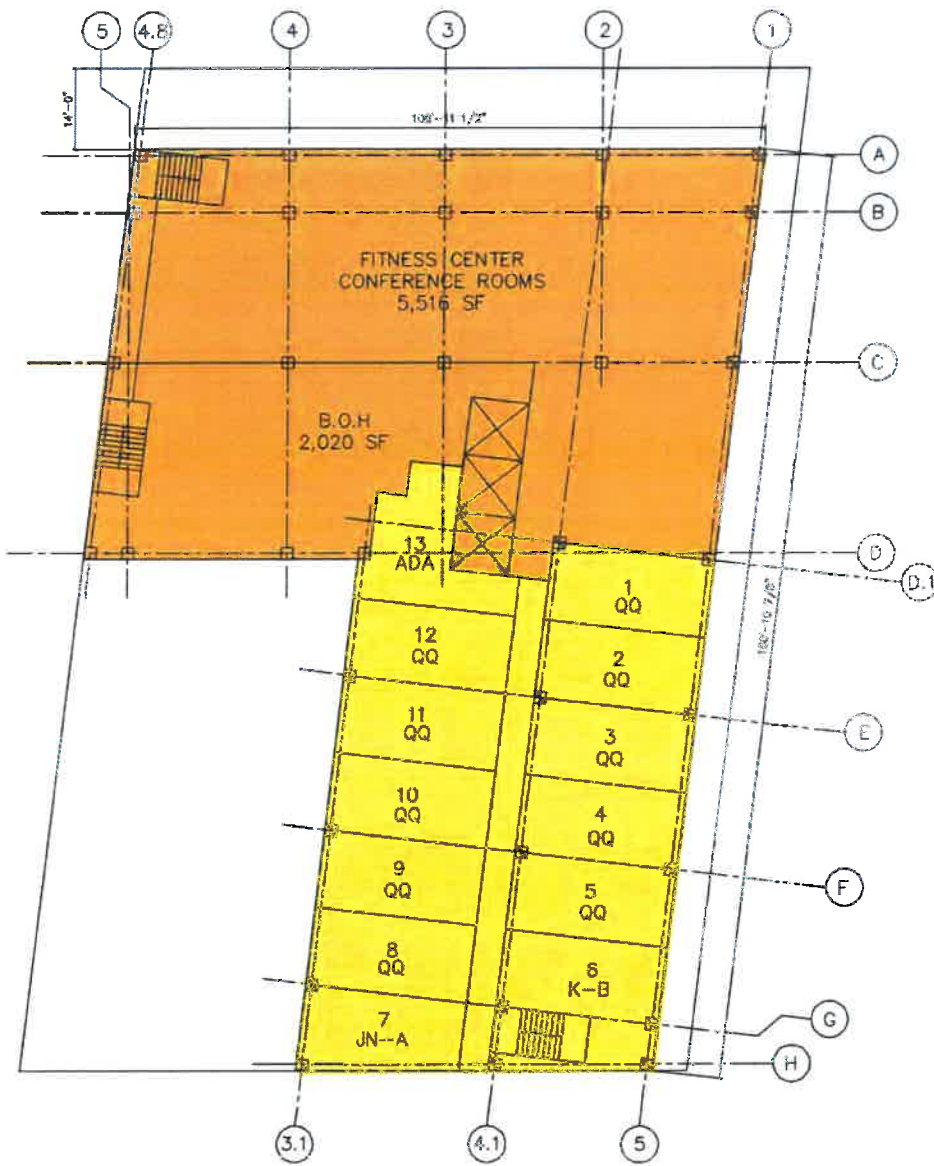 5
4.8
4
3
2
1
14'-0"
A
B
FITNESS CENTER
CONFERENCE ROOMS
5,516 SF
C
B.O.H
2,020 SF
13
ADA
D
D.1
1
QQ
12
QQ
2
QQ
E
11
QQ
3
QQ
10
QQ
4
QQ
F
9
QQ
5
QQ
8
QQ
6
K-B
7
JN--A
G
H
3.1
4.1
5